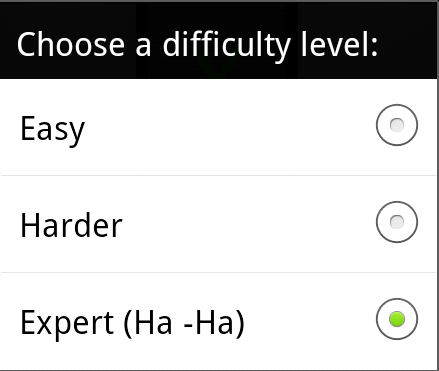 Choose a difficulty level:
Easy
Harder
Expert (Ha -Ha)